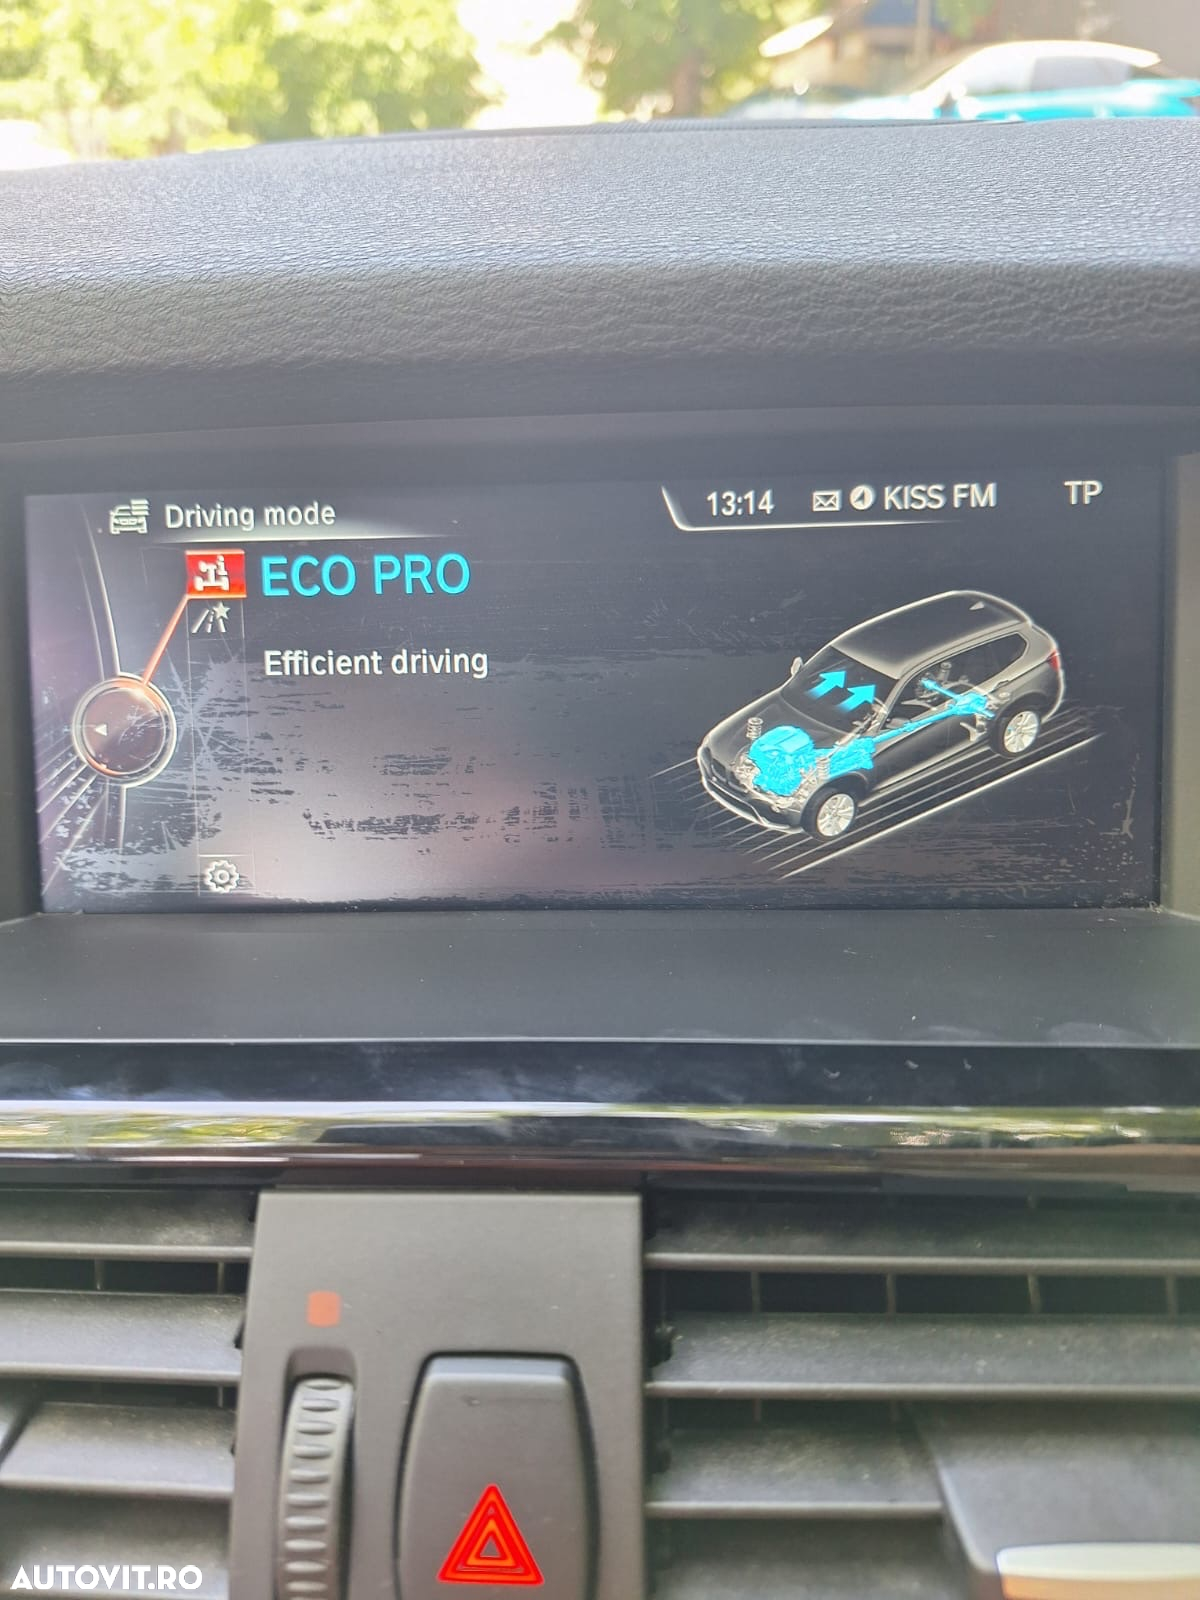 Driving mode
13:14
KISS FM
TP
ECO PRO
Efficient driving
AUTOVIT.RO